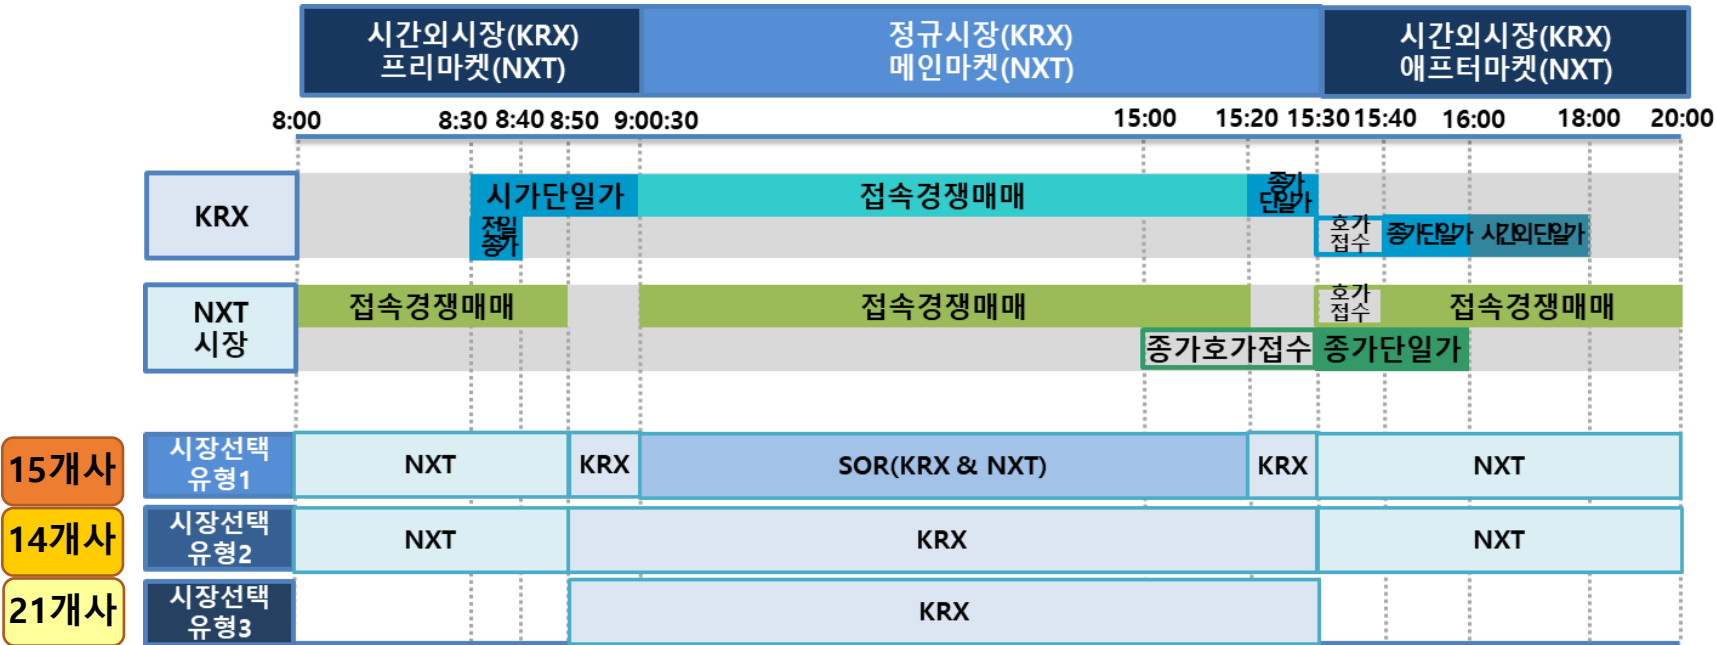 시간외시장(KRX)
프리마켓(NXT)
정규시장(KRX)
메인마켓(NXT)
시간외시장(KRX)
애프터마켓(NXT)
8:00 8:30 8:40 8:50 9:00:30 15:00 15:20 15:30 15:40 16:00 18:00 20:00
KRX
시가단일가
접속경쟁매매
종가
단일가
전일
종가
호가
접수
종가단일가
시간외단일가
NXT
시장
접속경쟁매매
접속경쟁매매
호가
접수
접속경쟁매매
종가호가접수
종가단일가
15개사
시장선택
유형1
NXT
KRX
SOR(KRX & NXT)
KRX
NXT
14개사
시장선택
유형2
NXT
KRX
NXT
21개사
시장선택
유형3
KRX